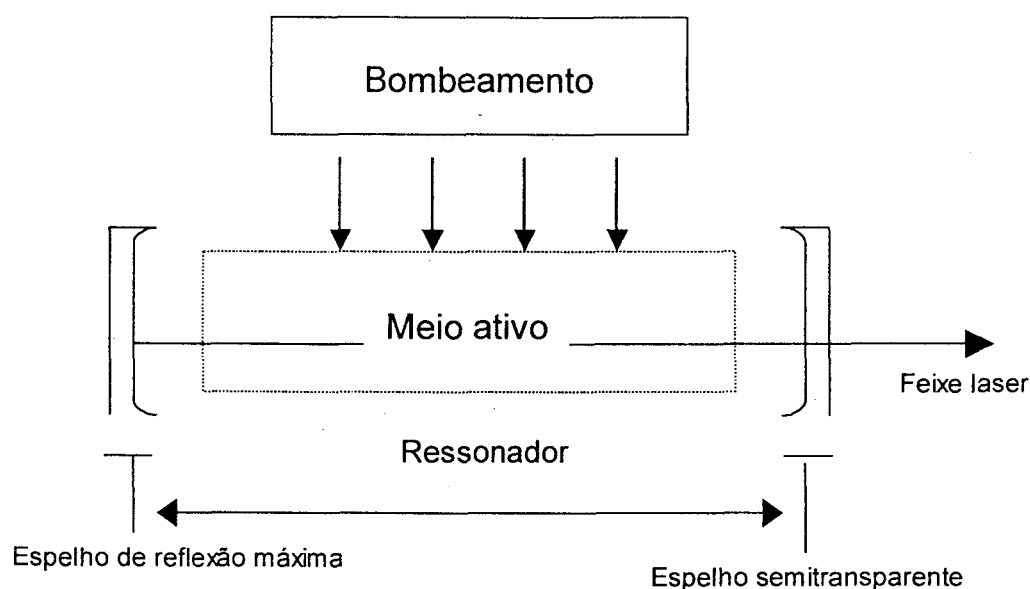 Bombeamento
Meio ativo
Feixe laser
Ressonador
Espelho de reflexão máxima
Espelho semitransparente